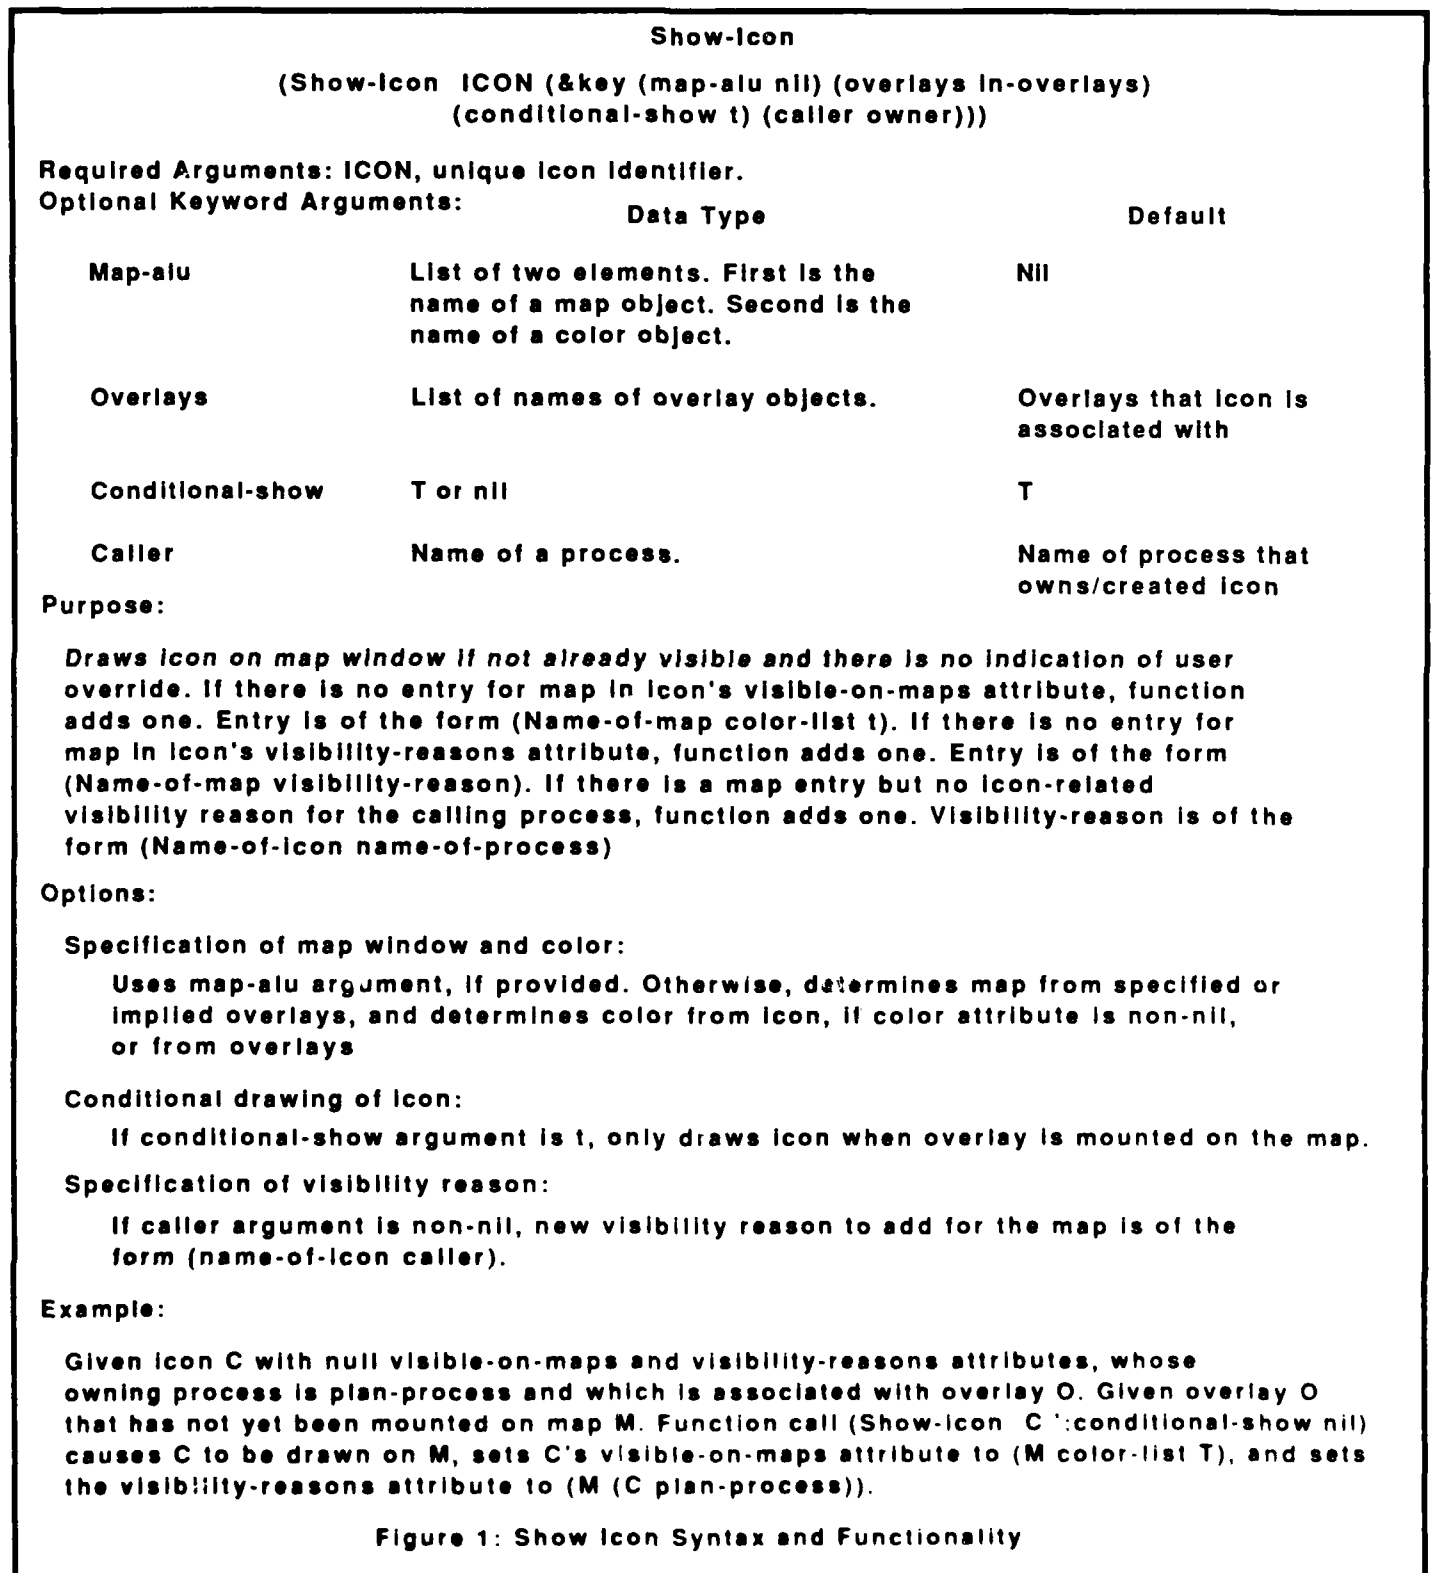 Show-Icon
(Show-Icon ICON (&key (map-alu nil) (overlays in-overlays)
(conditional-show t) (caller owner)))
Required Arguments: ICON, unique icon identifier.
Optional Keyword Arguments:
Data Type Default
Map-alu List of two elements. First is the Nil
name of a map object. Second is the
name of a color object.
Overlays List of names of overlay objects. Overlays that icon is
associated with
Conditional-show T or nil T
Caller Name of a process. Name of process that
owns/created icon
Purpose:
Draws icon on map window if not already visible and there is no indication of user
override. If there is no entry for map in icon's visible-on-maps attribute, function
adds one. Entry is of the form (Name-of-map color-list t). If there is no entry for
map in icon's visibility-reasons attribute, function adds one. Entry is of the form
(Name-of-map visibility-reason). If there is a map entry but no icon-related
visibility reason for the calling process, function adds one. Visibility-reason is of the
form (Name-of-icon name-of-process)
Options:
Specification of map window and color:
Uses map-alu argument, if provided. Otherwise, determines map from specified or
implied overlays, and determines color from icon, if color attribute is non-nil,
or from overlays
Conditional drawing of icon:
If conditional-show argument is t, only draws icon when overlay is mounted on the map.
Specification of visibility reason:
If caller argument is non-nil, new visibility reason to add for the map is of the
form (name-of-icon caller).
Example:
Given icon C with null visible-on-maps and visibility-reasons attributes, whose
owning process is plan-process and which is associated with overlay O. Given overlay O
that has not yet been mounted on map M. Function call (Show-icon C ':conditional-show nil)
causes C to be drawn on M, sets C's visible-on-maps attribute to (M color-list T), and sets
the visibility-reasons attribute to (M (C plan-process)).
Figure 1: Show Icon Syntax and Functionality